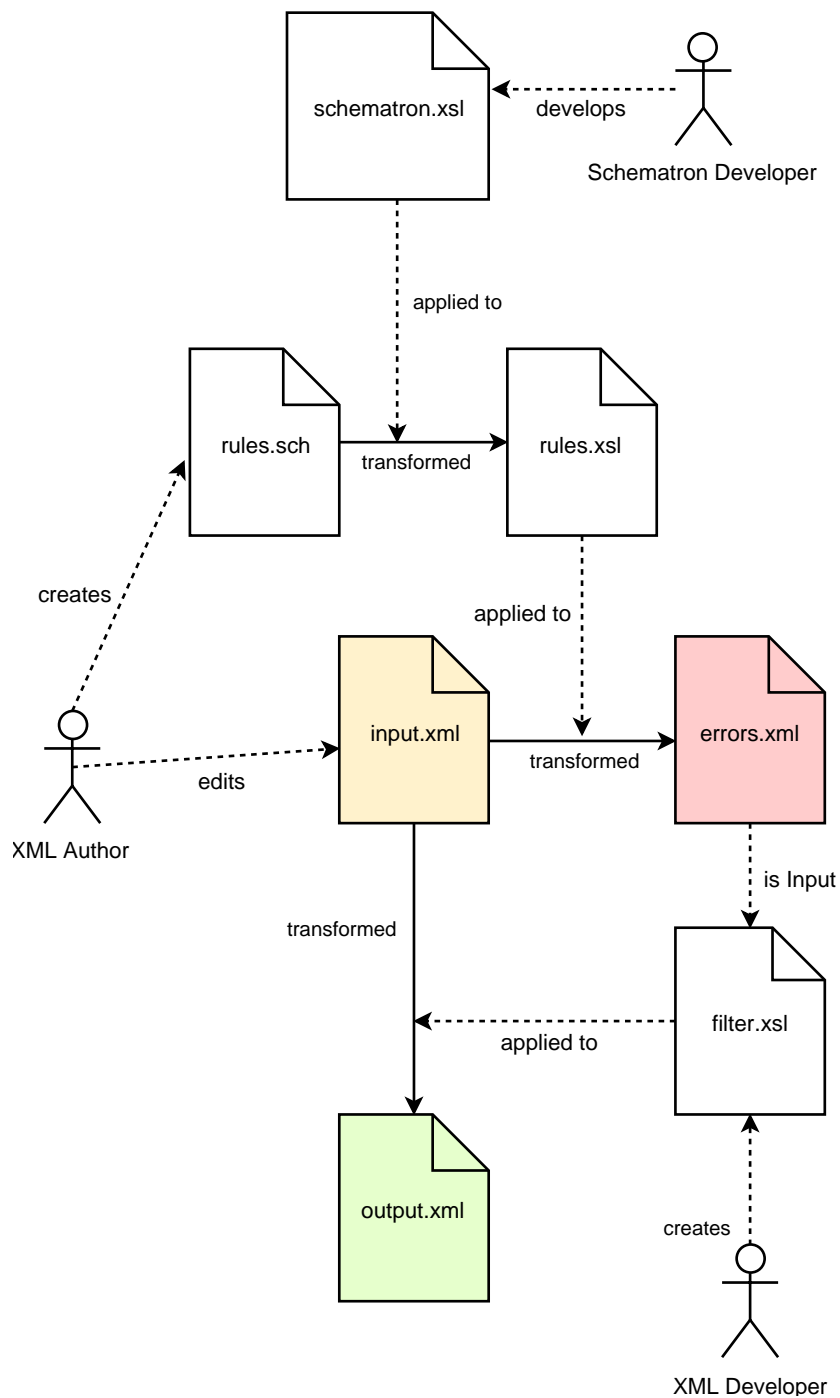 schematron.xsl
develops
Schematron Developer
applied to
rules.sch
transformed
rules.xsl
creates
applied to
input.xml
transformed
errors.xml
edits
XML Author
is Input
transformed
applied to
filter.xsl
output.xml
creates
XML Developer